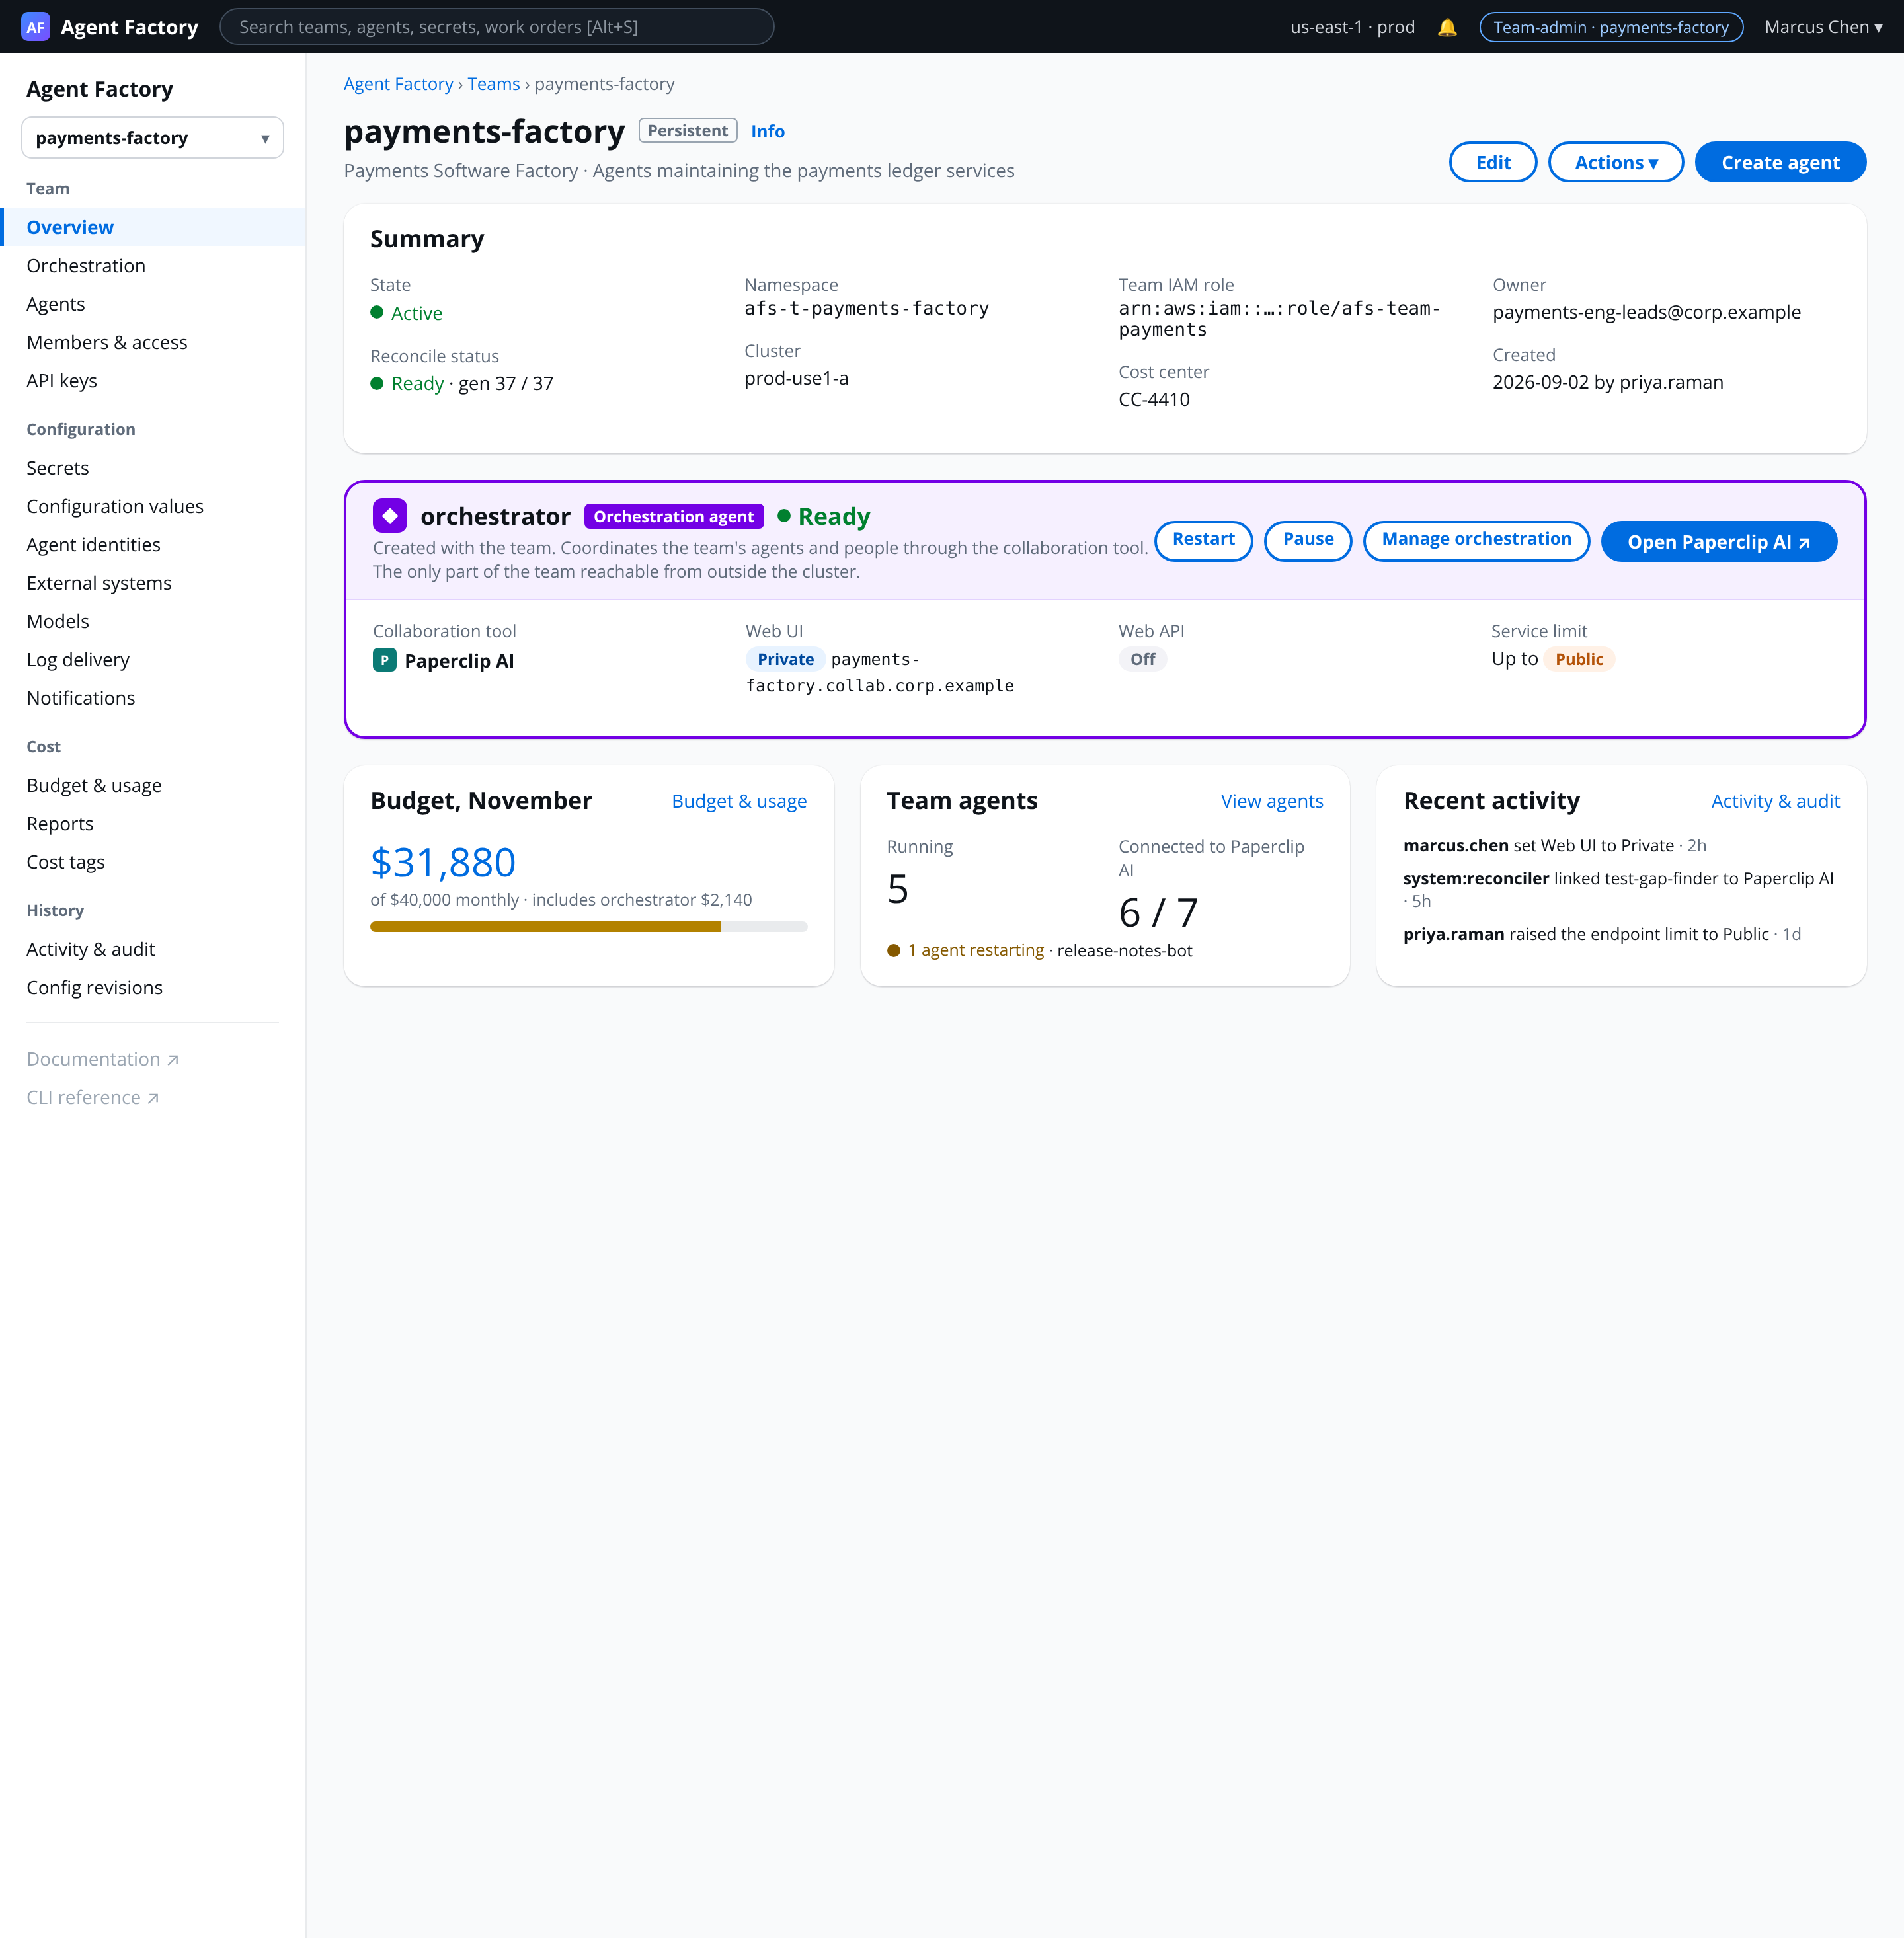 AF Agent Factory Search teams, agents, secrets, work orders [Alt+S] us-east-1 · prod 🔔 Team-admin · payments-factory Marcus Chen ▾
Agent Factory
payments-factory ▾
Team
Overview
Orchestration
Agents
Members & access
API keys
Configuration
Secrets
Configuration values
Agent identities
External systems
Models
Log delivery
Notifications
Cost
Budget & usage
Reports
Cost tags
History
Activity & audit
Config revisions
Documentation ↗
CLI reference ↗
Agent Factory › Teams › payments-factory
payments-factory Persistent Info
Payments Software Factory · Agents maintaining the payments ledger services
Edit Actions ▾ Create agent
Summary
State
Active
Reconcile status
Ready · gen 37 / 37
Namespace
afs-t-payments-factory
Cluster
prod-use1-a
Team IAM role
arn:aws:iam::…:role/afs-team-
payments
Cost center
CC-4410
Owner
payments-eng-leads@corp.example
Created
2026-09-02 by priya.raman
orchestrator Orchestration agent Ready
Created with the team. Coordinates the team's agents and people through the collaboration tool.
The only part of the team reachable from outside the cluster.
Restart Pause Manage orchestration Open Paperclip AI ↗
Collaboration tool
P Paperclip AI
Web UI
Private payments-
factory.collab.corp.example
Web API
Off
Service limit
Up to Public
Budget, November Budget & usage
$31,880
of $40,000 monthly · includes orchestrator $2,140
Team agents View agents
Running
5
Connected to Paperclip
AI
6 / 7
1 agent restarting · release-notes-bot
Recent activity Activity & audit
marcus.chen set Web UI to Private · 2h
system:reconciler linked test-gap-finder to Paperclip AI
· 5h
priya.raman raised the endpoint limit to Public · 1d